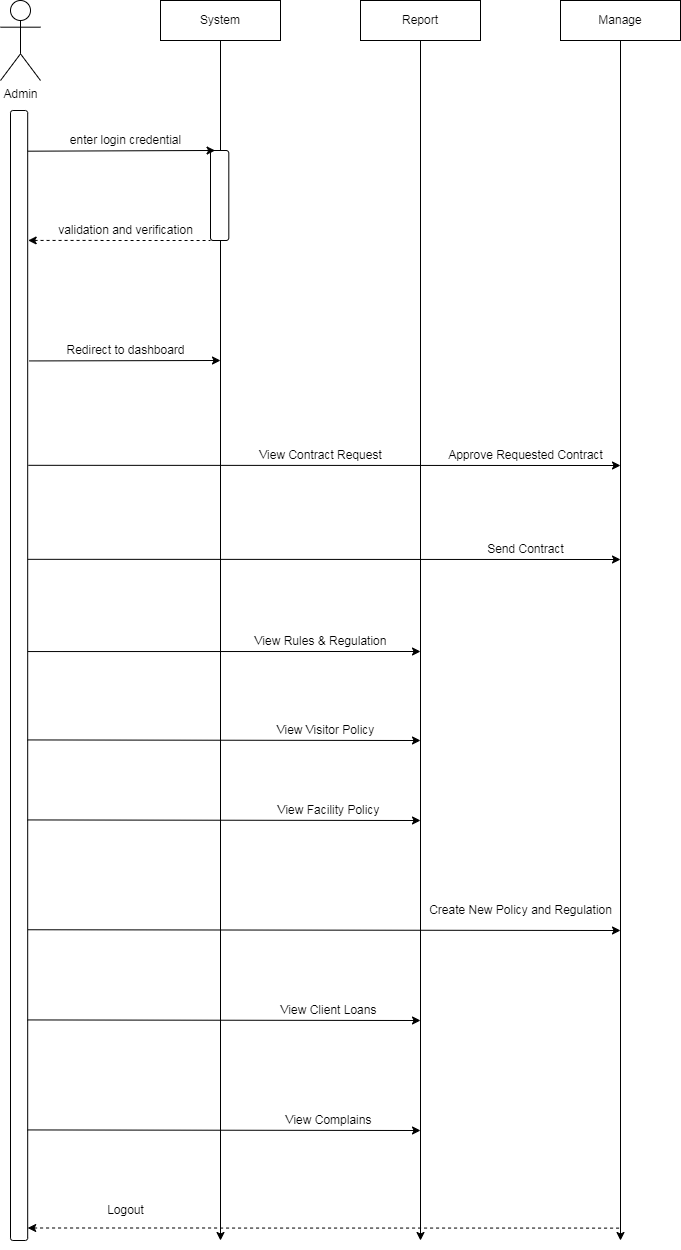 System
Report
Manage
Admin
enter login credential
validation and verification
Redirect to dashboard
View Contract Request
Approve Requested Contract
Send Contract
View Rules & Regulation
View Visitor Policy
View Facility Policy
Create New Policy and Regulation
View Client Loans
View Complains
Logout